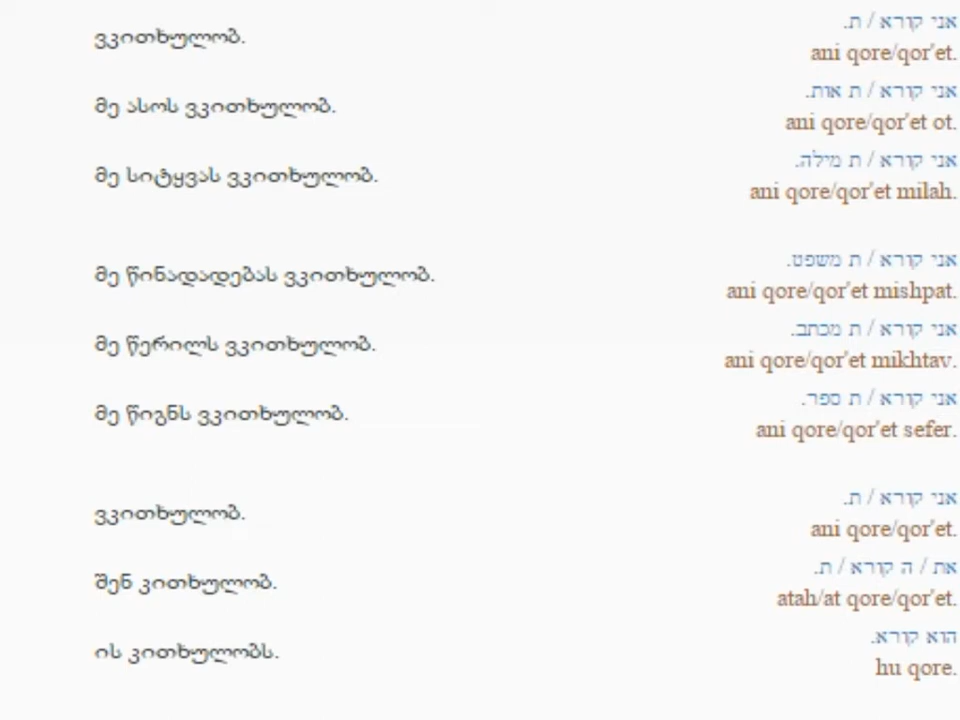 ვკითხულობ.
אני קורא / ת.
ani qore/qor'et.
მე ასოს ვკითხულობ.
אני קורא / ת אות.
ani qore/qor'et ot.
მე სიტყვას ვკითხულობ.
אני קורא / ת מילה.
ani qore/qor'et milah.
მე წინადადებას ვკითხულობ.
אני קורא / ת משפט.
ani qore/qor'et mishpat.
მე წერილს ვკითხულობ.
אני קורא / ת מכתב.
ani qore/qor'et mikhtav.
მე წიგნს ვკითხულობ.
אני קורא / ת ספר.
ani qore/qor'et sefer.
ვკითხულობ.
אני קורא / ת.
ani qore/qor'et.
შენ კითხულობ.
את / ה קורא / ת.
atah/at qore/qor'et.
ის კითხულობს.
הוא קורא.
hu qore.